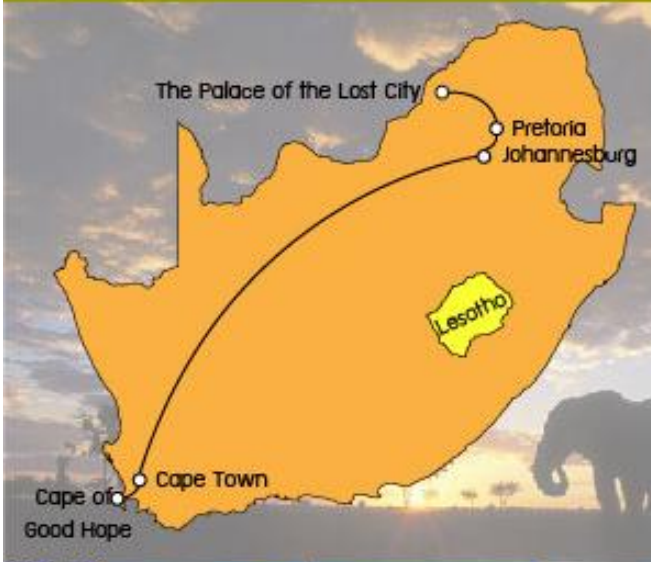 The Palace of the Lost City
Pretoria
Johannesburg
Lesotho
Cape Town
Cape of
Good Hope